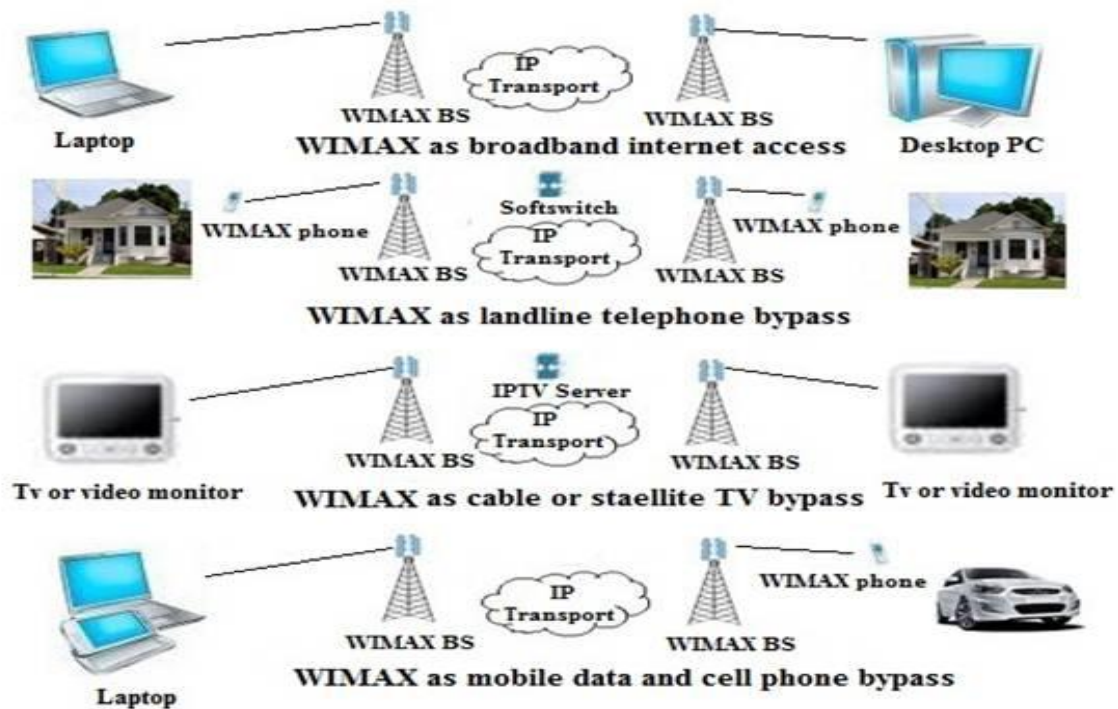 IP
Transport
WIMAX BS
WIMAX BS
Laptop
Desktop PC
WIMAX as broadband internet access
Softswitch
WIMAX phone
WIMAX phone
IP
Transport
WIMAX BS
WIMAX BS
WIMAX as landline telephone bypass
IPTV Server
IP
Transport
WIMAX BS
WIMAX BS
Tv or video monitor
Tv or video monitor
WIMAX as cable or staellite TV bypass
WIMAX phone
IP
Transport
WIMAX BS
WIMAX BS
WIMAX as mobile data and cell phone bypass
Laptop